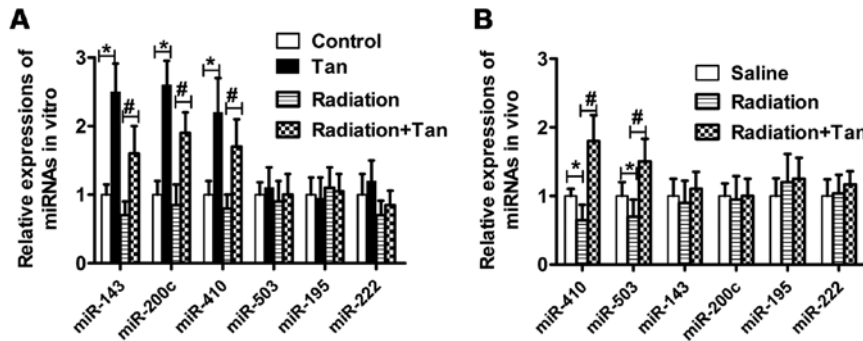 A
Relative expressions of
miRNAs in vitro
3
2
1
0
* * *
# # #
Control
Tan
Radiation
Radiation+Tan
miR-143
miR-200c
miR-410
miR-503
miR-195
miR-222
B
Relative expressions of
miRNAs in vivo
3
2
1
0
# #
* *
Saline
Radiation
Radiation+Tan
miR-410
miR-503
miR-143
miR-200c
miR-195
miR-222